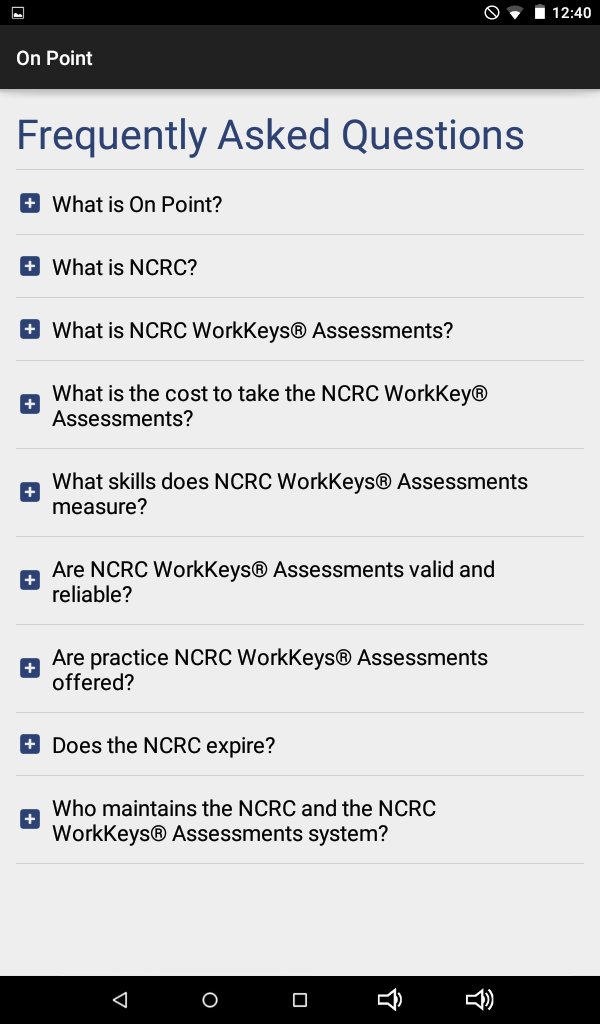 12:40
On Point
Frequently Asked Questions
What is On Point?
What is NCRC?
What is NCRC WorkKeys® Assessments?
What is the cost to take the NCRC WorkKey®
Assessments?
What skills does NCRC WorkKeys® Assessments
measure?
Are NCRC WorkKeys® Assessments valid and
reliable?
Are practice NCRC WorkKeys® Assessments
offered?
Does the NCRC expire?
Who maintains the NCRC and the NCRC
WorkKeys® Assessments system?